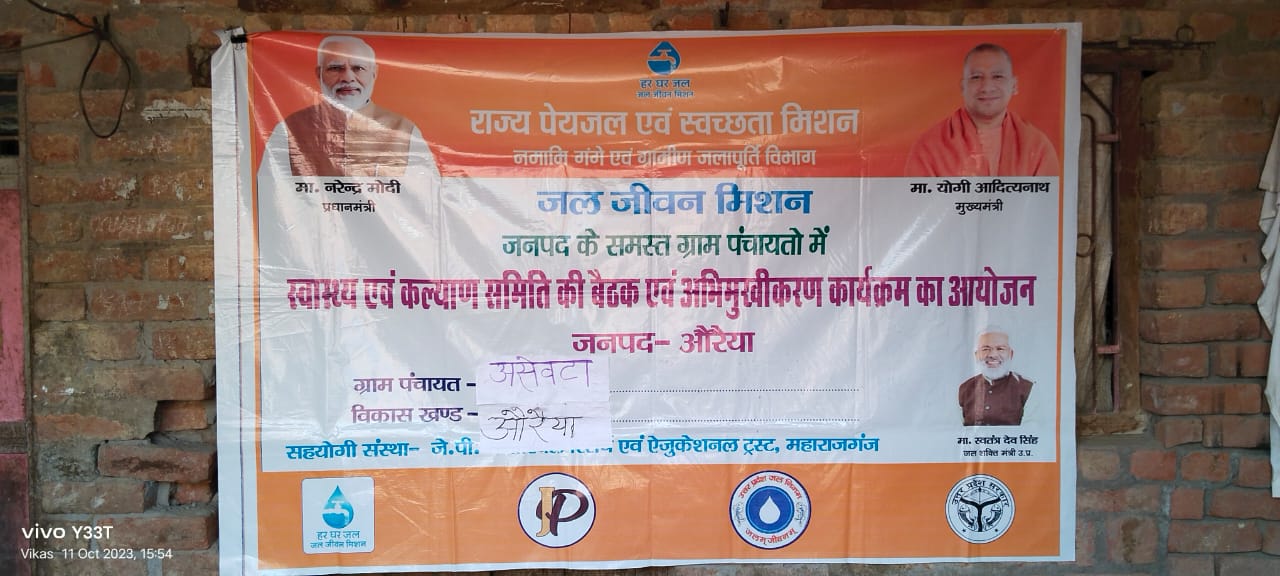 हर घर जल
जल जीवन मिशन
राज्य पेयजल एवं स्वच्छता मिशन
नमामि गंगे एवं ग्रामीण जलापूर्ति विभाग
मा. नरेन्द्र मोदी
प्रधानमंत्री
मा. योगी आदित्यनाथ
मुख्यमंत्री
जल जीवन मिशन
जनपद के समस्त ग्राम पंचायतो में
स्वास्थ्य एवं कल्याण समिति की बैठक एवं अभिमुखीकरण कार्यक्रम का आयोजन
जनपद- औरैया
ग्राम पंचायत - असेवटा
विकास खण्ड - औरैया
मा. स्वतंत्र देव सिंह
जल शक्ति मंत्री उ.प्र.
सहयोगी संस्था- जे.पी. एवं ऐजुकेशनल ट्रस्ट, महाराजगंज
हर घर जल
जल जीवन मिशन
JP
उत्तर प्रदेश जल निगम
जलम् जीवनम्
उत्तर प्रदेश सरकार
vivo Y33T
Vikas 11 Oct 2023, 15:54